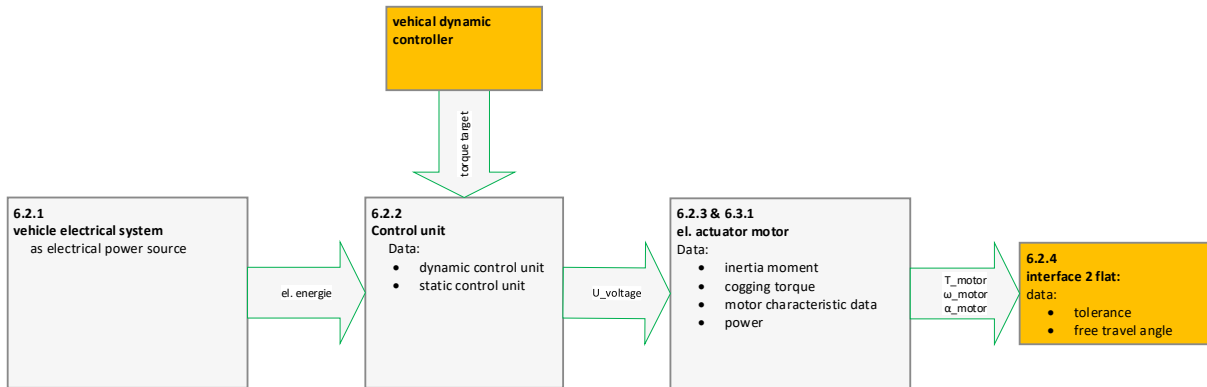 vehical dynamic
controller
torque target
6.2.1
vehicle electrical system
as electrical power source
el. energie
6.2.2
Control unit
Data:
• dynamic control unit
• static control unit
U_voltage
6.2.3 & 6.3.1
el. actuator motor
Data:
• inertia moment
• cogging torque
• motor characteristic data
• power
T_motor
ω_motor
α_motor
6.2.4
interface 2 flat:
data:
• tolerance
• free travel angle